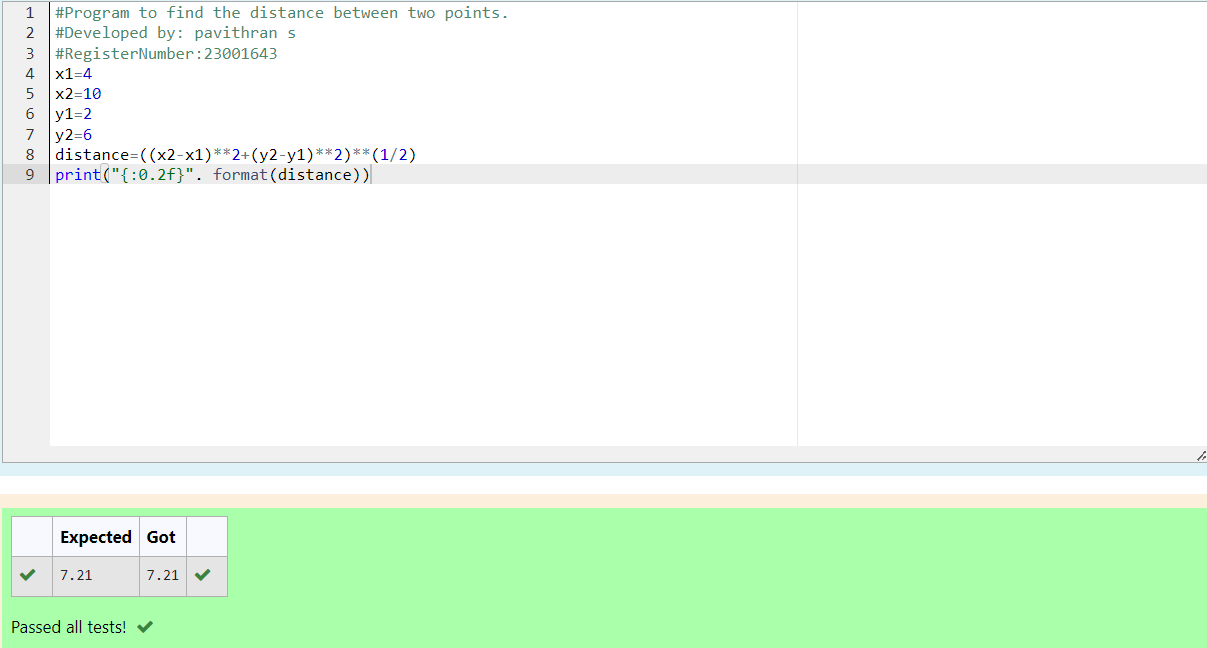 1 #Program to find the distance between two points.
2 #Developed by: pavithran s
3 #RegisterNumber:23001643
4 x1=4
5 x2=10
6 y1=2
7 y2=6
8 distance=((x2-x1)**2+(y2-y1)**2)**(1/2)
9 print("{:0.2f}". format(distance))
Expected Got
7.21 7.21
Passed all tests!